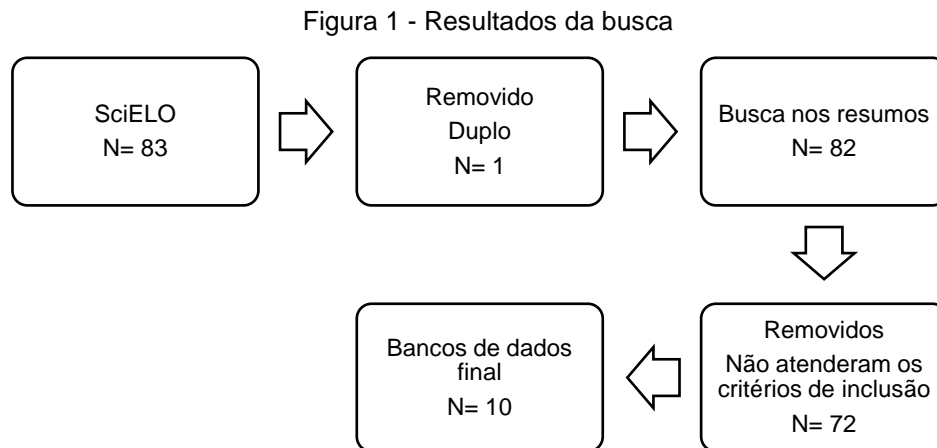 Figura 1 - Resultados da busca
SciELO
N= 83
Removido
Duplo
N= 1
Busca nos resumos
N= 82
Removidos
Não atenderam os
critérios de inclusão
N= 72
Bancos de dados
final
N= 10